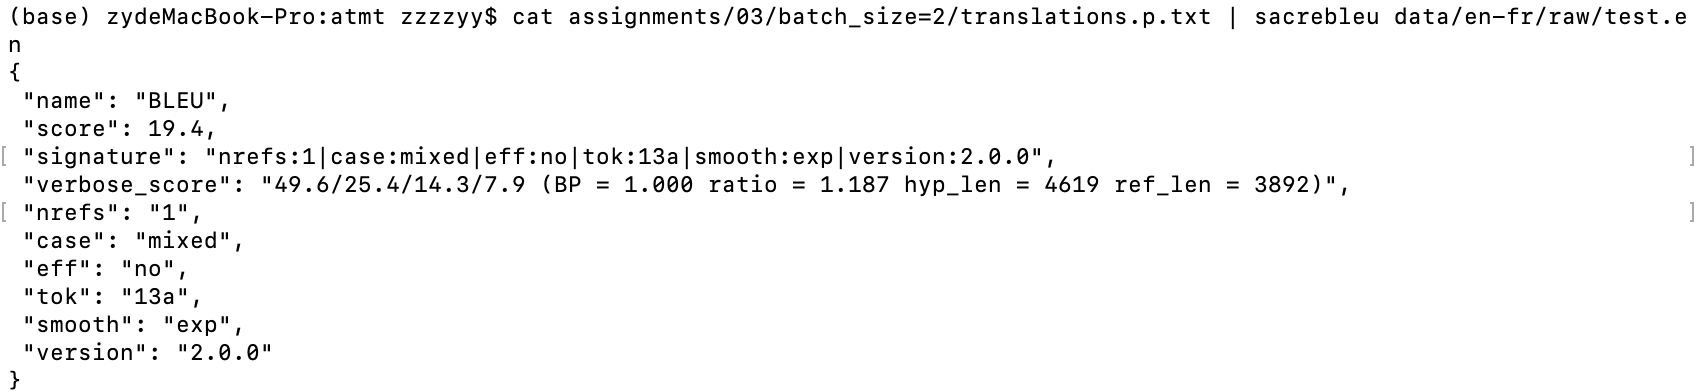 (base) zydeMacBook-Pro:atmt zzzzyy$ cat assignments/03/batch_size=2/translations.p.txt | sacrebleu data/en-fr/raw/test.e
n
{
 "name": "BLEU",
 "score": 19.4,
[ "signature": "nrefs:1|case:mixed|eff:no|tok:13a|smooth:exp|version:2.0.0", ]
 "verbose_score": "49.6/25.4/14.3/7.9 (BP = 1.000 ratio = 1.187 hyp_len = 4619 ref_len = 3892)",
[ "nrefs": "1", ]
 "case": "mixed",
 "eff": "no",
 "tok": "13a",
 "smooth": "exp",
 "version": "2.0.0"
}